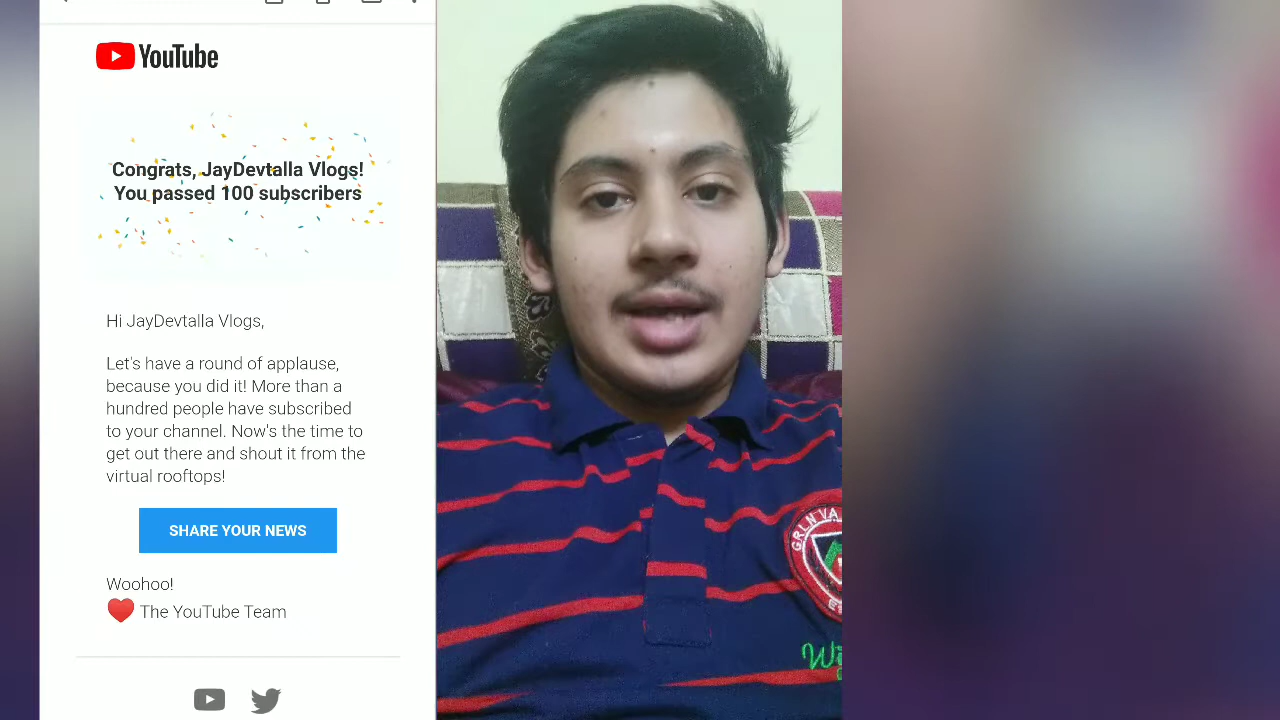 YouTube
Congrats, JayDevtalla Vlogs!
You passed 100 subscribers
Hi JayDevtalla Vlogs,
Let's have a round of applause,
because you did it! More than a
hundred people have subscribed
to your channel. Now's the time to
get out there and shout it from the
virtual rooftops!
SHARE YOUR NEWS
Woohoo!
The YouTube Team
GRLN VA